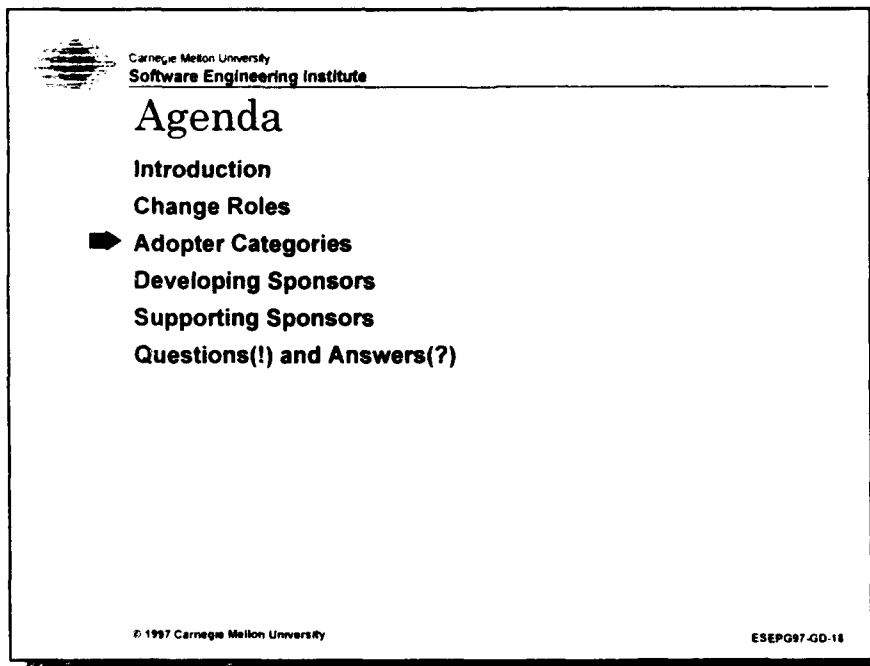 Carnegie Mellon University
Software Engineering Institute
Agenda
Introduction
Change Roles
Adopter Categories
Developing Sponsors
Supporting Sponsors
Questions(!) and Answers(?)
© 1997 Carnegie Mellon University
ESEPG97-GD-18